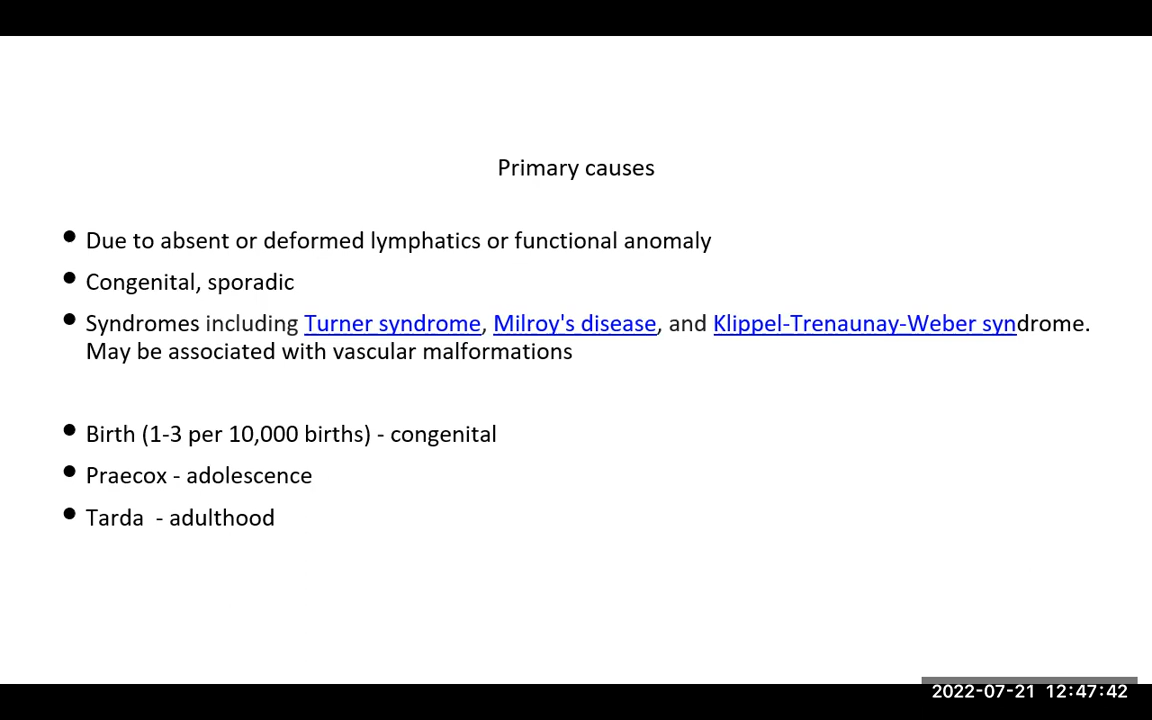 Primary causes
• Due to absent or deformed lymphatics or functional anomaly
• Congenital, sporadic
• Syndromes including Turner syndrome, Milroy's disease, and Klippel-Trenaunay-Weber syndrome.
May be associated with vascular malformations
• Birth (1-3 per 10,000 births) - congenital
• Praecox - adolescence
• Tarda - adulthood
2022-07-21 12:47:42